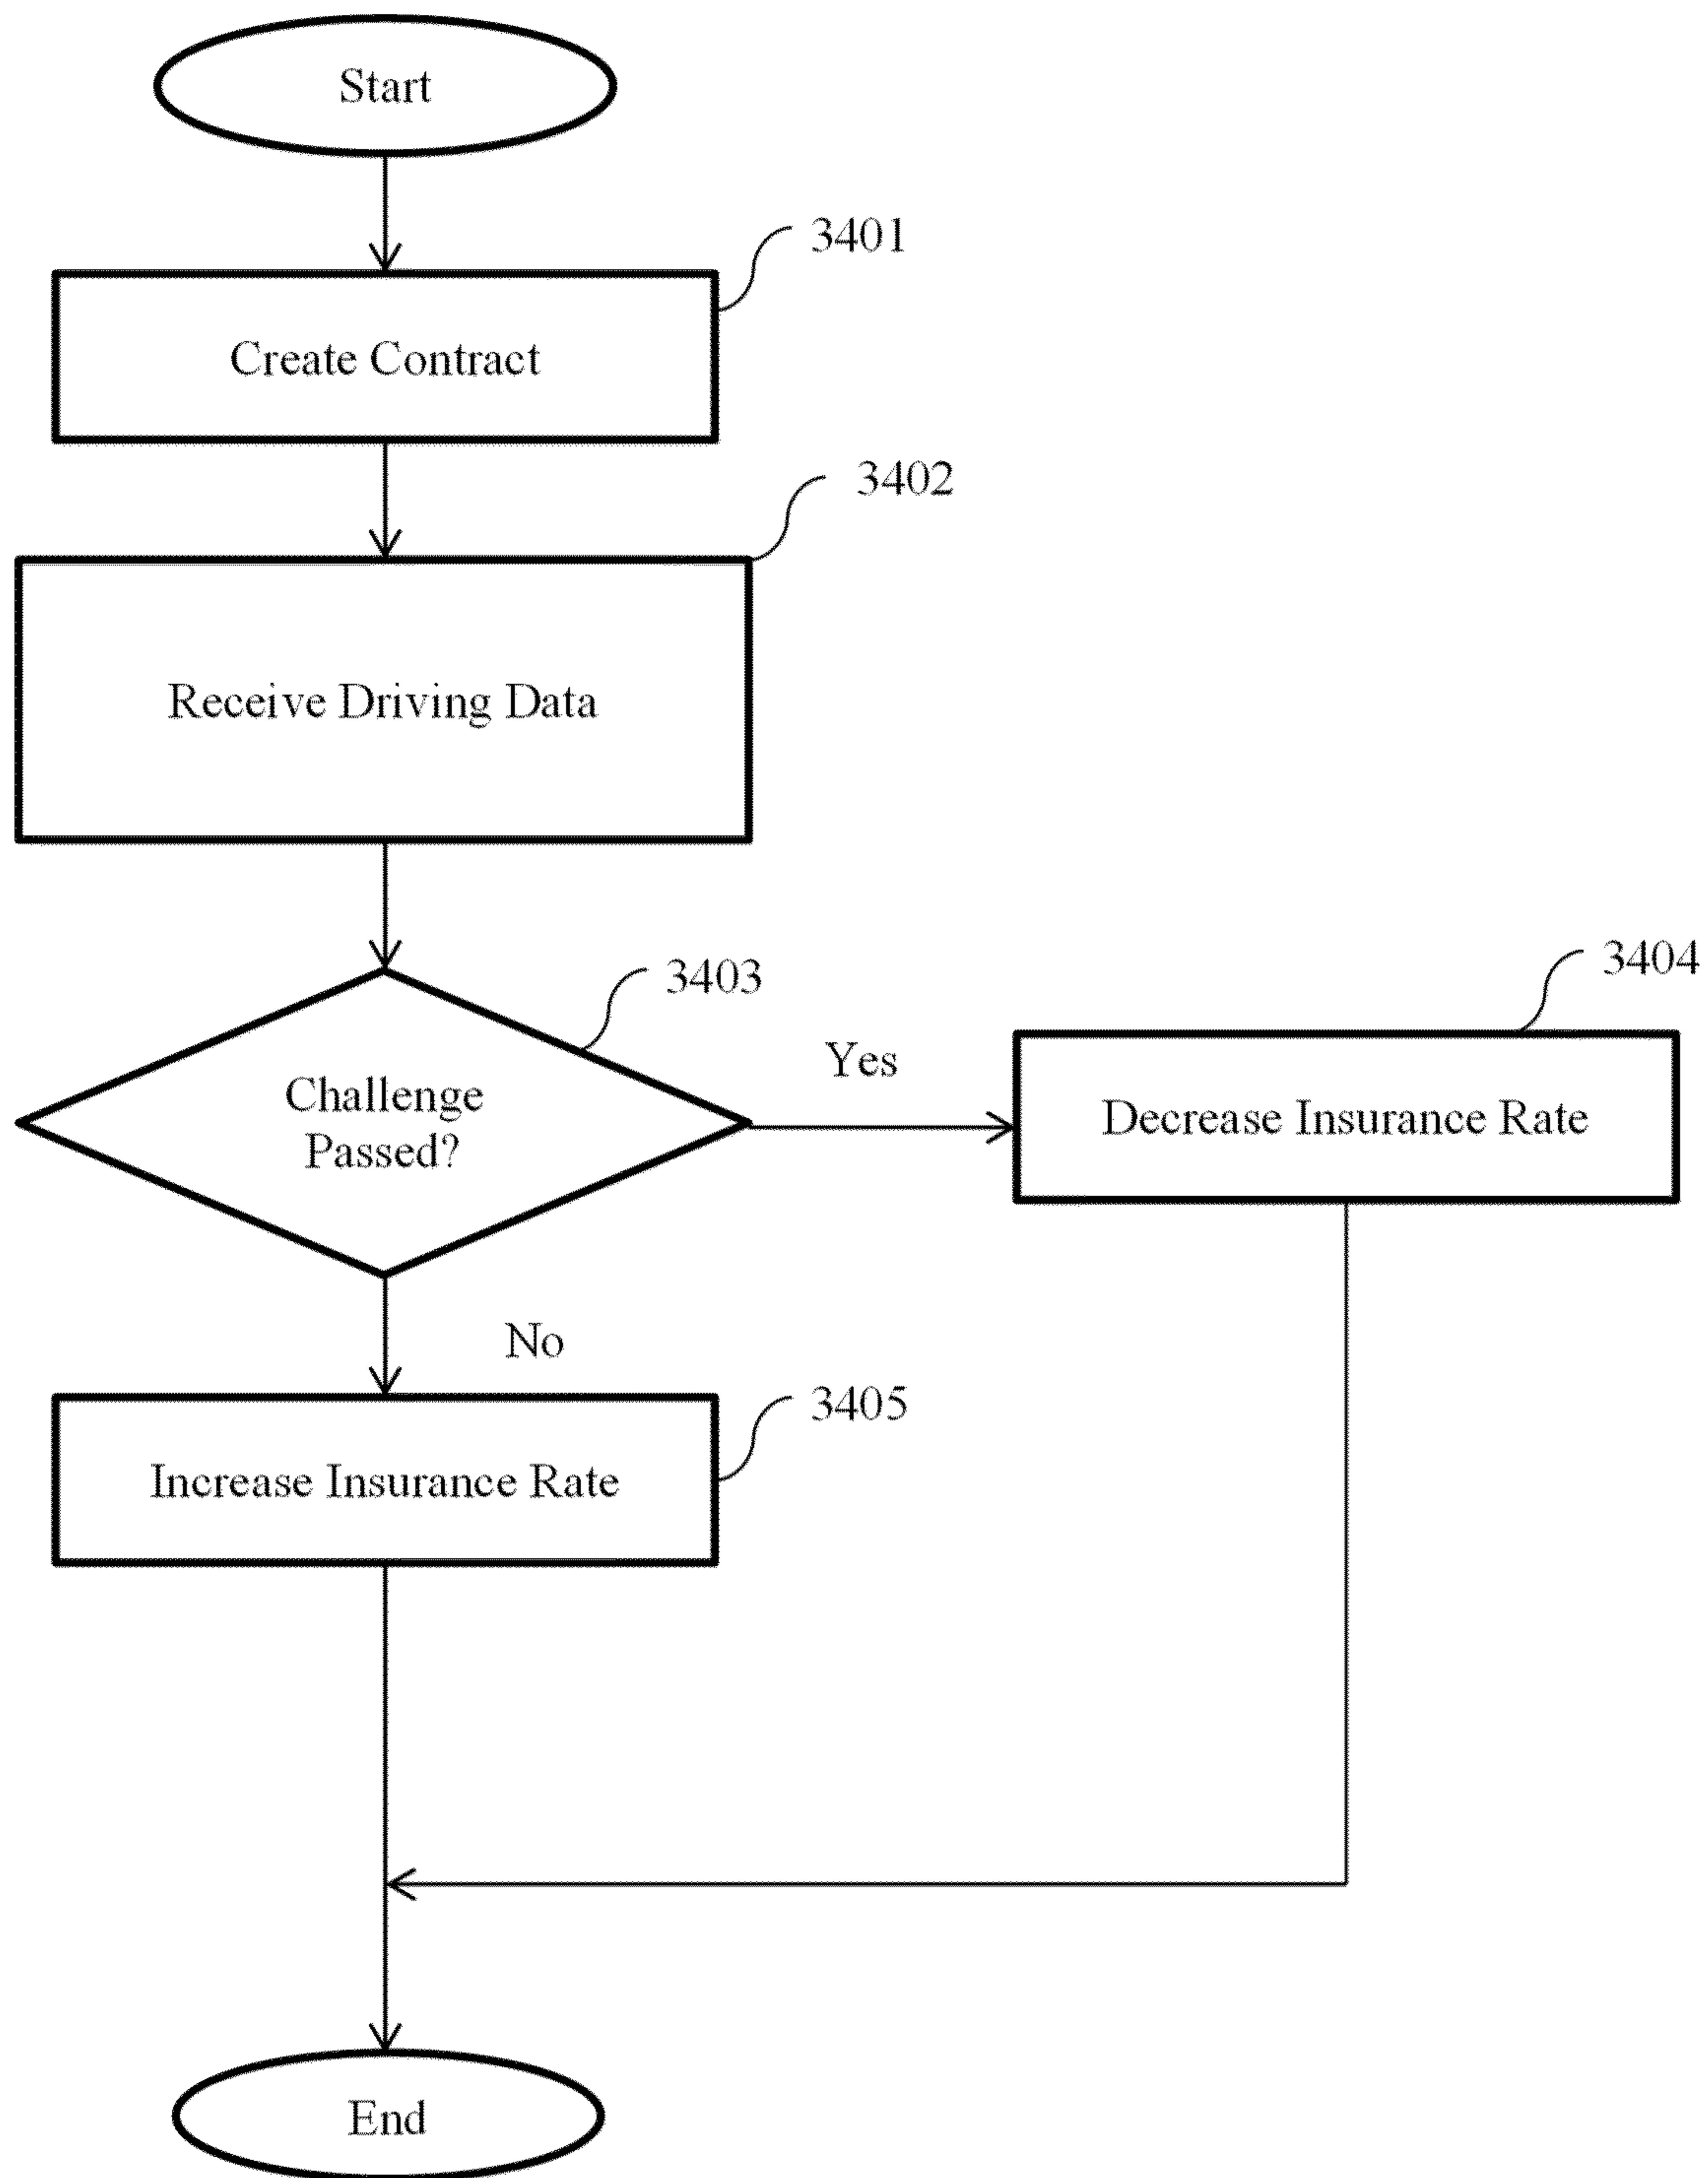 Start
3401
Create Contract
3402
Receive Driving Data
3403
Challenge
Passed?
Yes
3404
Decrease Insurance Rate
No
3405
Increase Insurance Rate
End